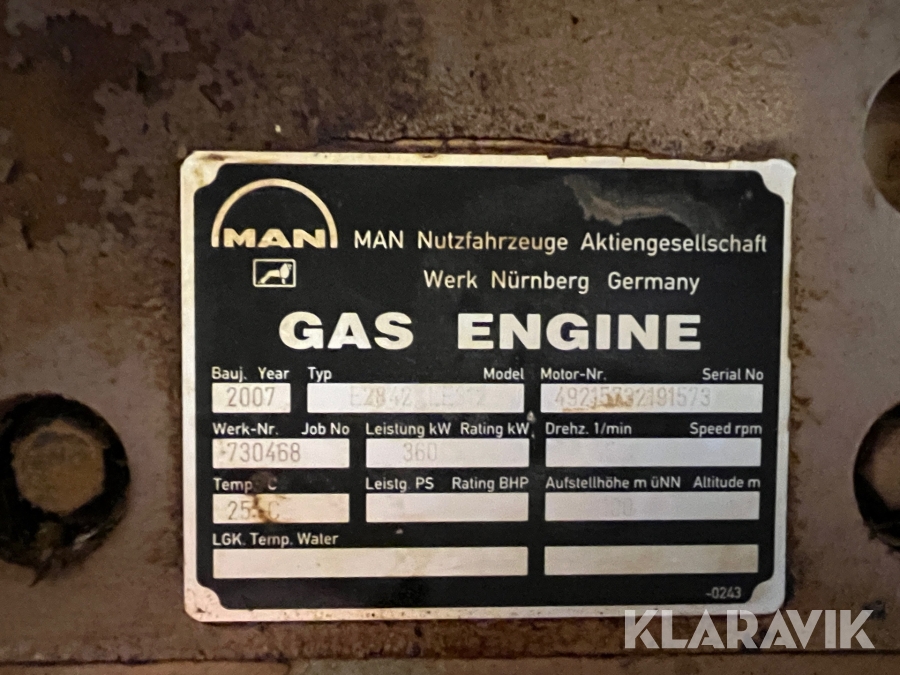 MAN
MAN Nutzfahrzeuge Aktiengesellschaft
Werk Nürnberg Germany
GAS ENGINE
Bauj. Year Typ Model Motor-Nr. Serial No
2007 49215732191573
Werk-Nr. Job No Leistung kW Rating kW Drehz. 1/min Speed rpm
730468 360
Temp. °C Leistg. PS Rating BHP Aufstellhöhe m üNN Altitude m
LGK. Temp. Water
-0243
KLARAVIK